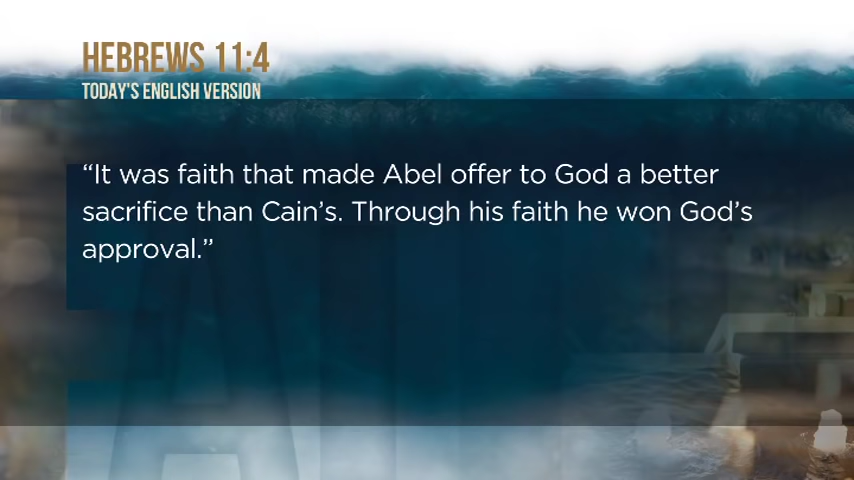 HEBREWS 11:4
TODAY'S ENGLISH VERSION
“It was faith that made Abel offer to God a better
sacrifice than Cain’s. Through his faith he won God’s
approval.”